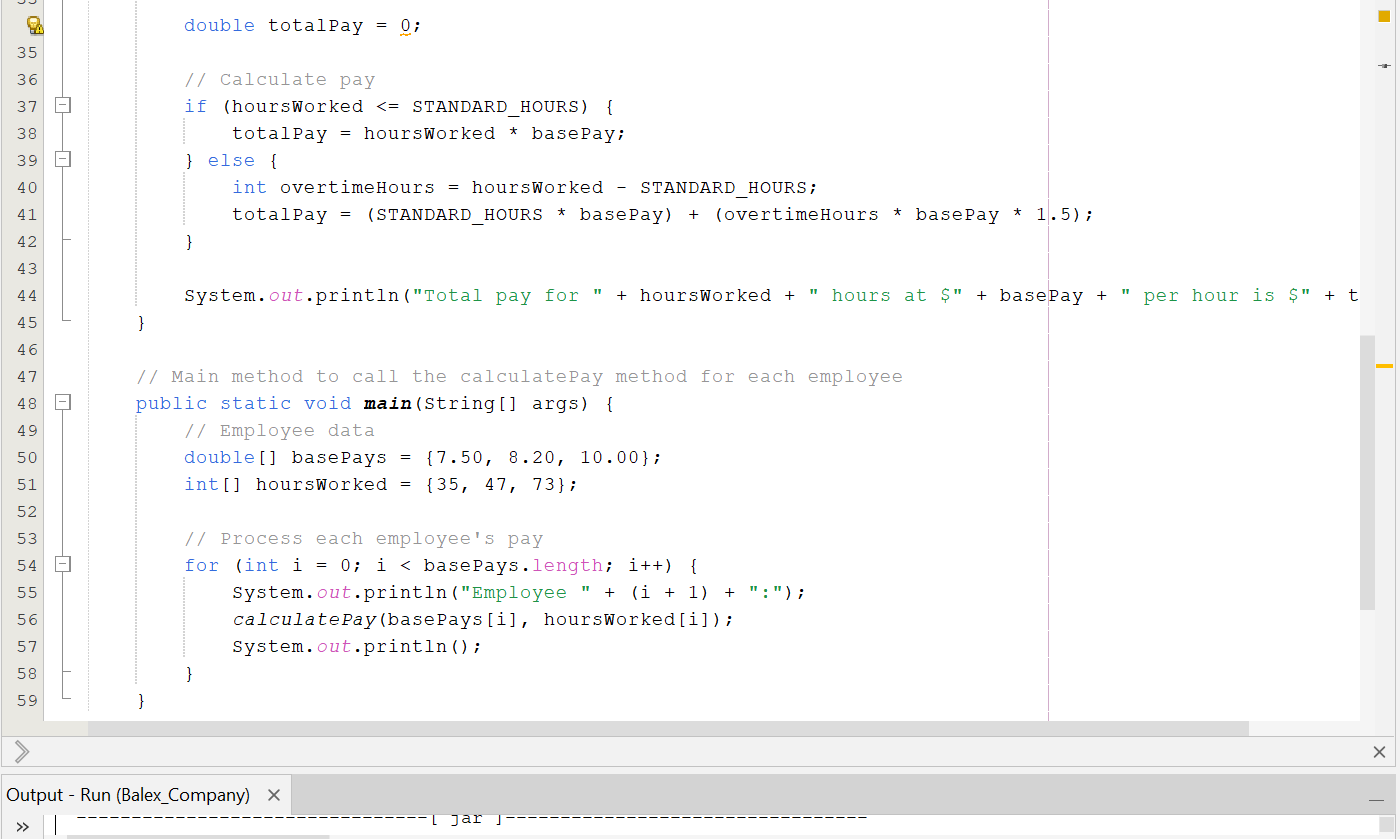 33
double totalPay = 0;
35
36 // Calculate pay
37 if (hoursWorked <= STANDARD_HOURS) {
38 totalPay = hoursWorked * basePay;
39 } else {
40 int overtimeHours = hoursWorked - STANDARD_HOURS;
41 totalPay = (STANDARD_HOURS * basePay) + (overtimeHours * basePay * 1.5);
42 }
43
44 System.out.println("Total pay for " + hoursWorked + " hours at $" + basePay + " per hour is $" + t
45 }
46
47 // Main method to call the calculatePay method for each employee
48 public static void main(String[] args) {
49 // Employee data
50 double[] basePays = {7.50, 8.20, 10.00};
51 int[] hoursWorked = {35, 47, 73};
52
53 // Process each employee's pay
54 for (int i = 0; i < basePays.length; i++) {
55 System.out.println("Employee " + (i + 1) + ":");
56 calculatePay(basePays[i], hoursWorked[i]);
57 System.out.println();
58 }
59 }
Output - Run (Balex_Company)
--------------------------------[ jar ]---------------------------------